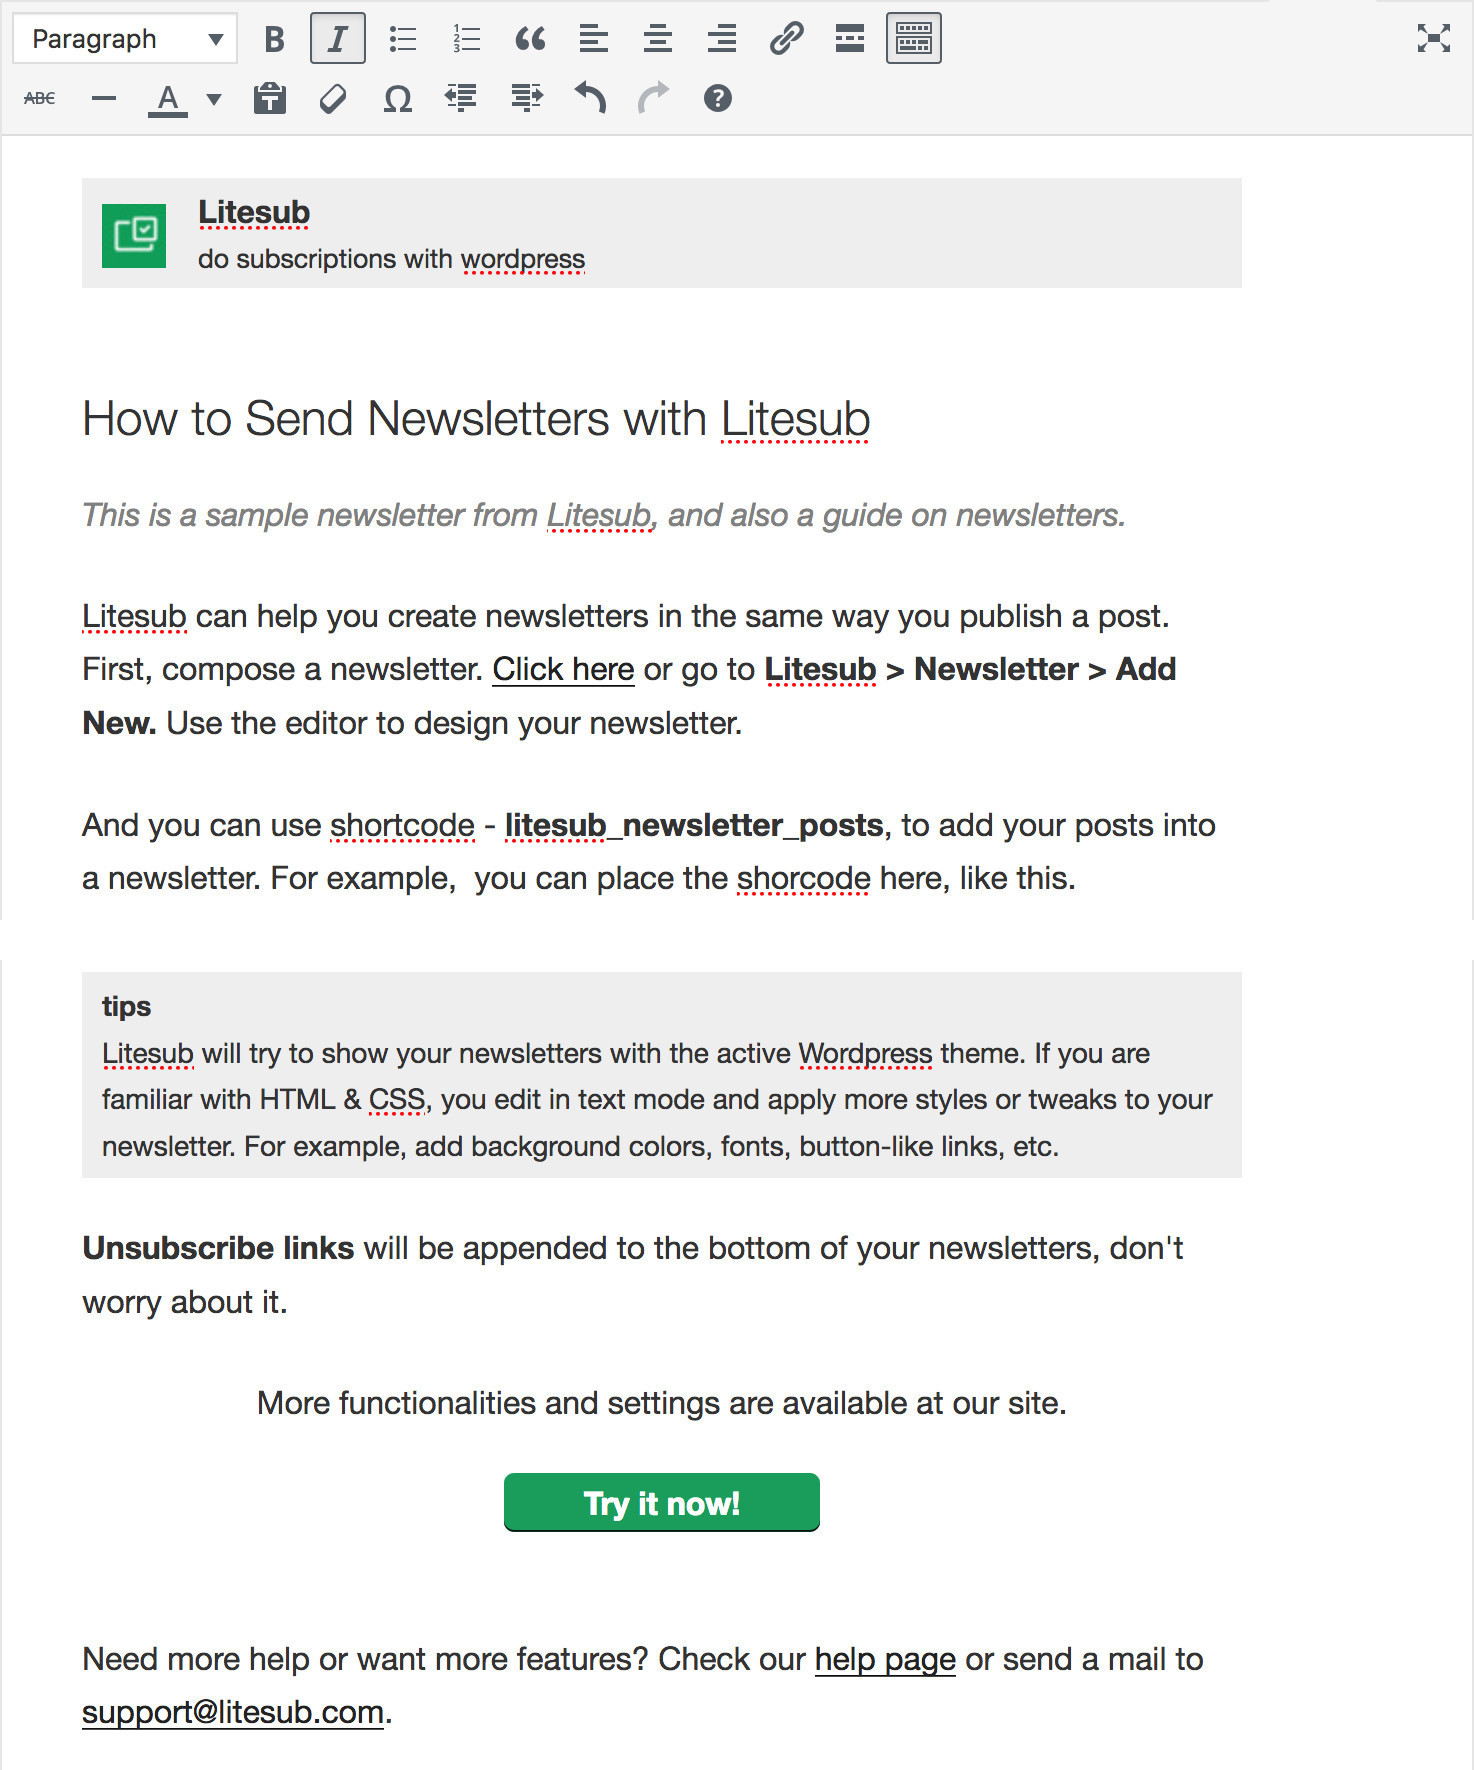 Paragraph
B I
ABC A
Litesub
do subscriptions with wordpress
How to Send Newsletters with Litesub
This is a sample newsletter from Litesub, and also a guide on newsletters.
Litesub can help you create newsletters in the same way you publish a post.
First, compose a newsletter. Click here or go to Litesub > Newsletter > Add
New. Use the editor to design your newsletter.
And you can use shortcode - litesub_newsletter_posts, to add your posts into
a newsletter. For example,  you can place the shorcode here, like this.
tips
Litesub will try to show your newsletters with the active Wordpress theme. If you are
familiar with HTML & CSS, you edit in text mode and apply more styles or tweaks to your
newsletter. For example, add background colors, fonts, button-like links, etc.
Unsubscribe links will be appended to the bottom of your newsletters, don't
worry about it.
More functionalities and settings are available at our site.
Try it now!
Need more help or want more features? Check our help page or send a mail to
support@litesub.com.